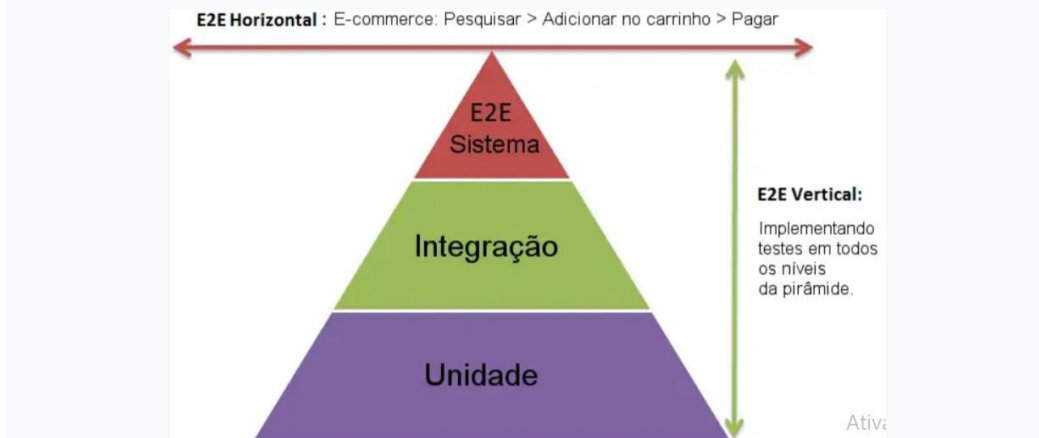 E2E Horizontal : E-commerce: Pesquisar > Adicionar no carrinho > Pagar
E2E
Sistema
Integração
Unidade
E2E Vertical:
Implementando
testes em todos
os níveis
da pirâmide.